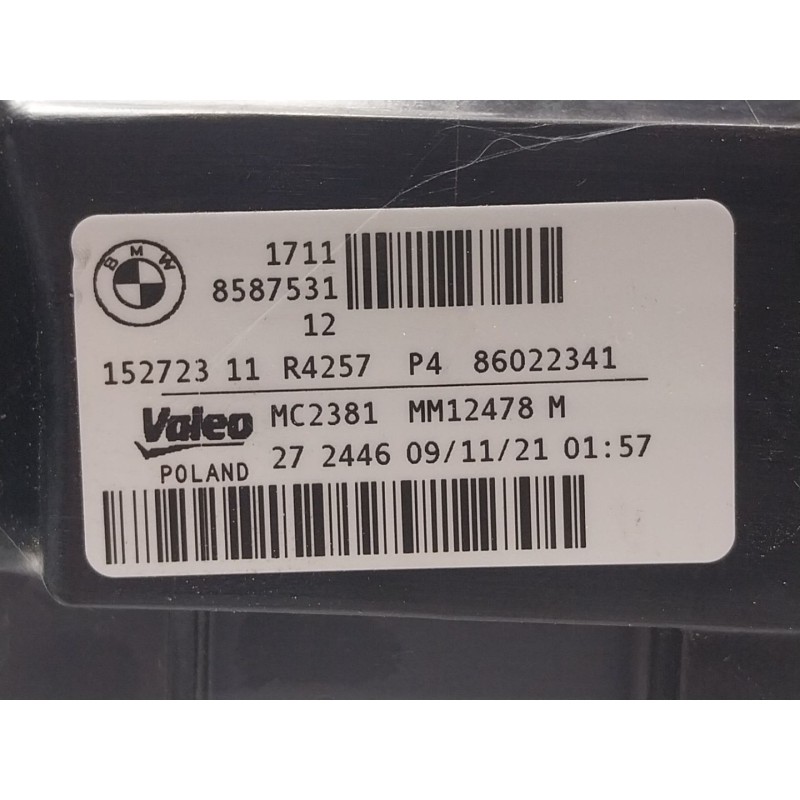 BMW
1711
8587531
12
152723 11 R4257 P4 86022341
Valeo MC2381 MM12478 M
POLAND 27 2446 09/11/21 01:57